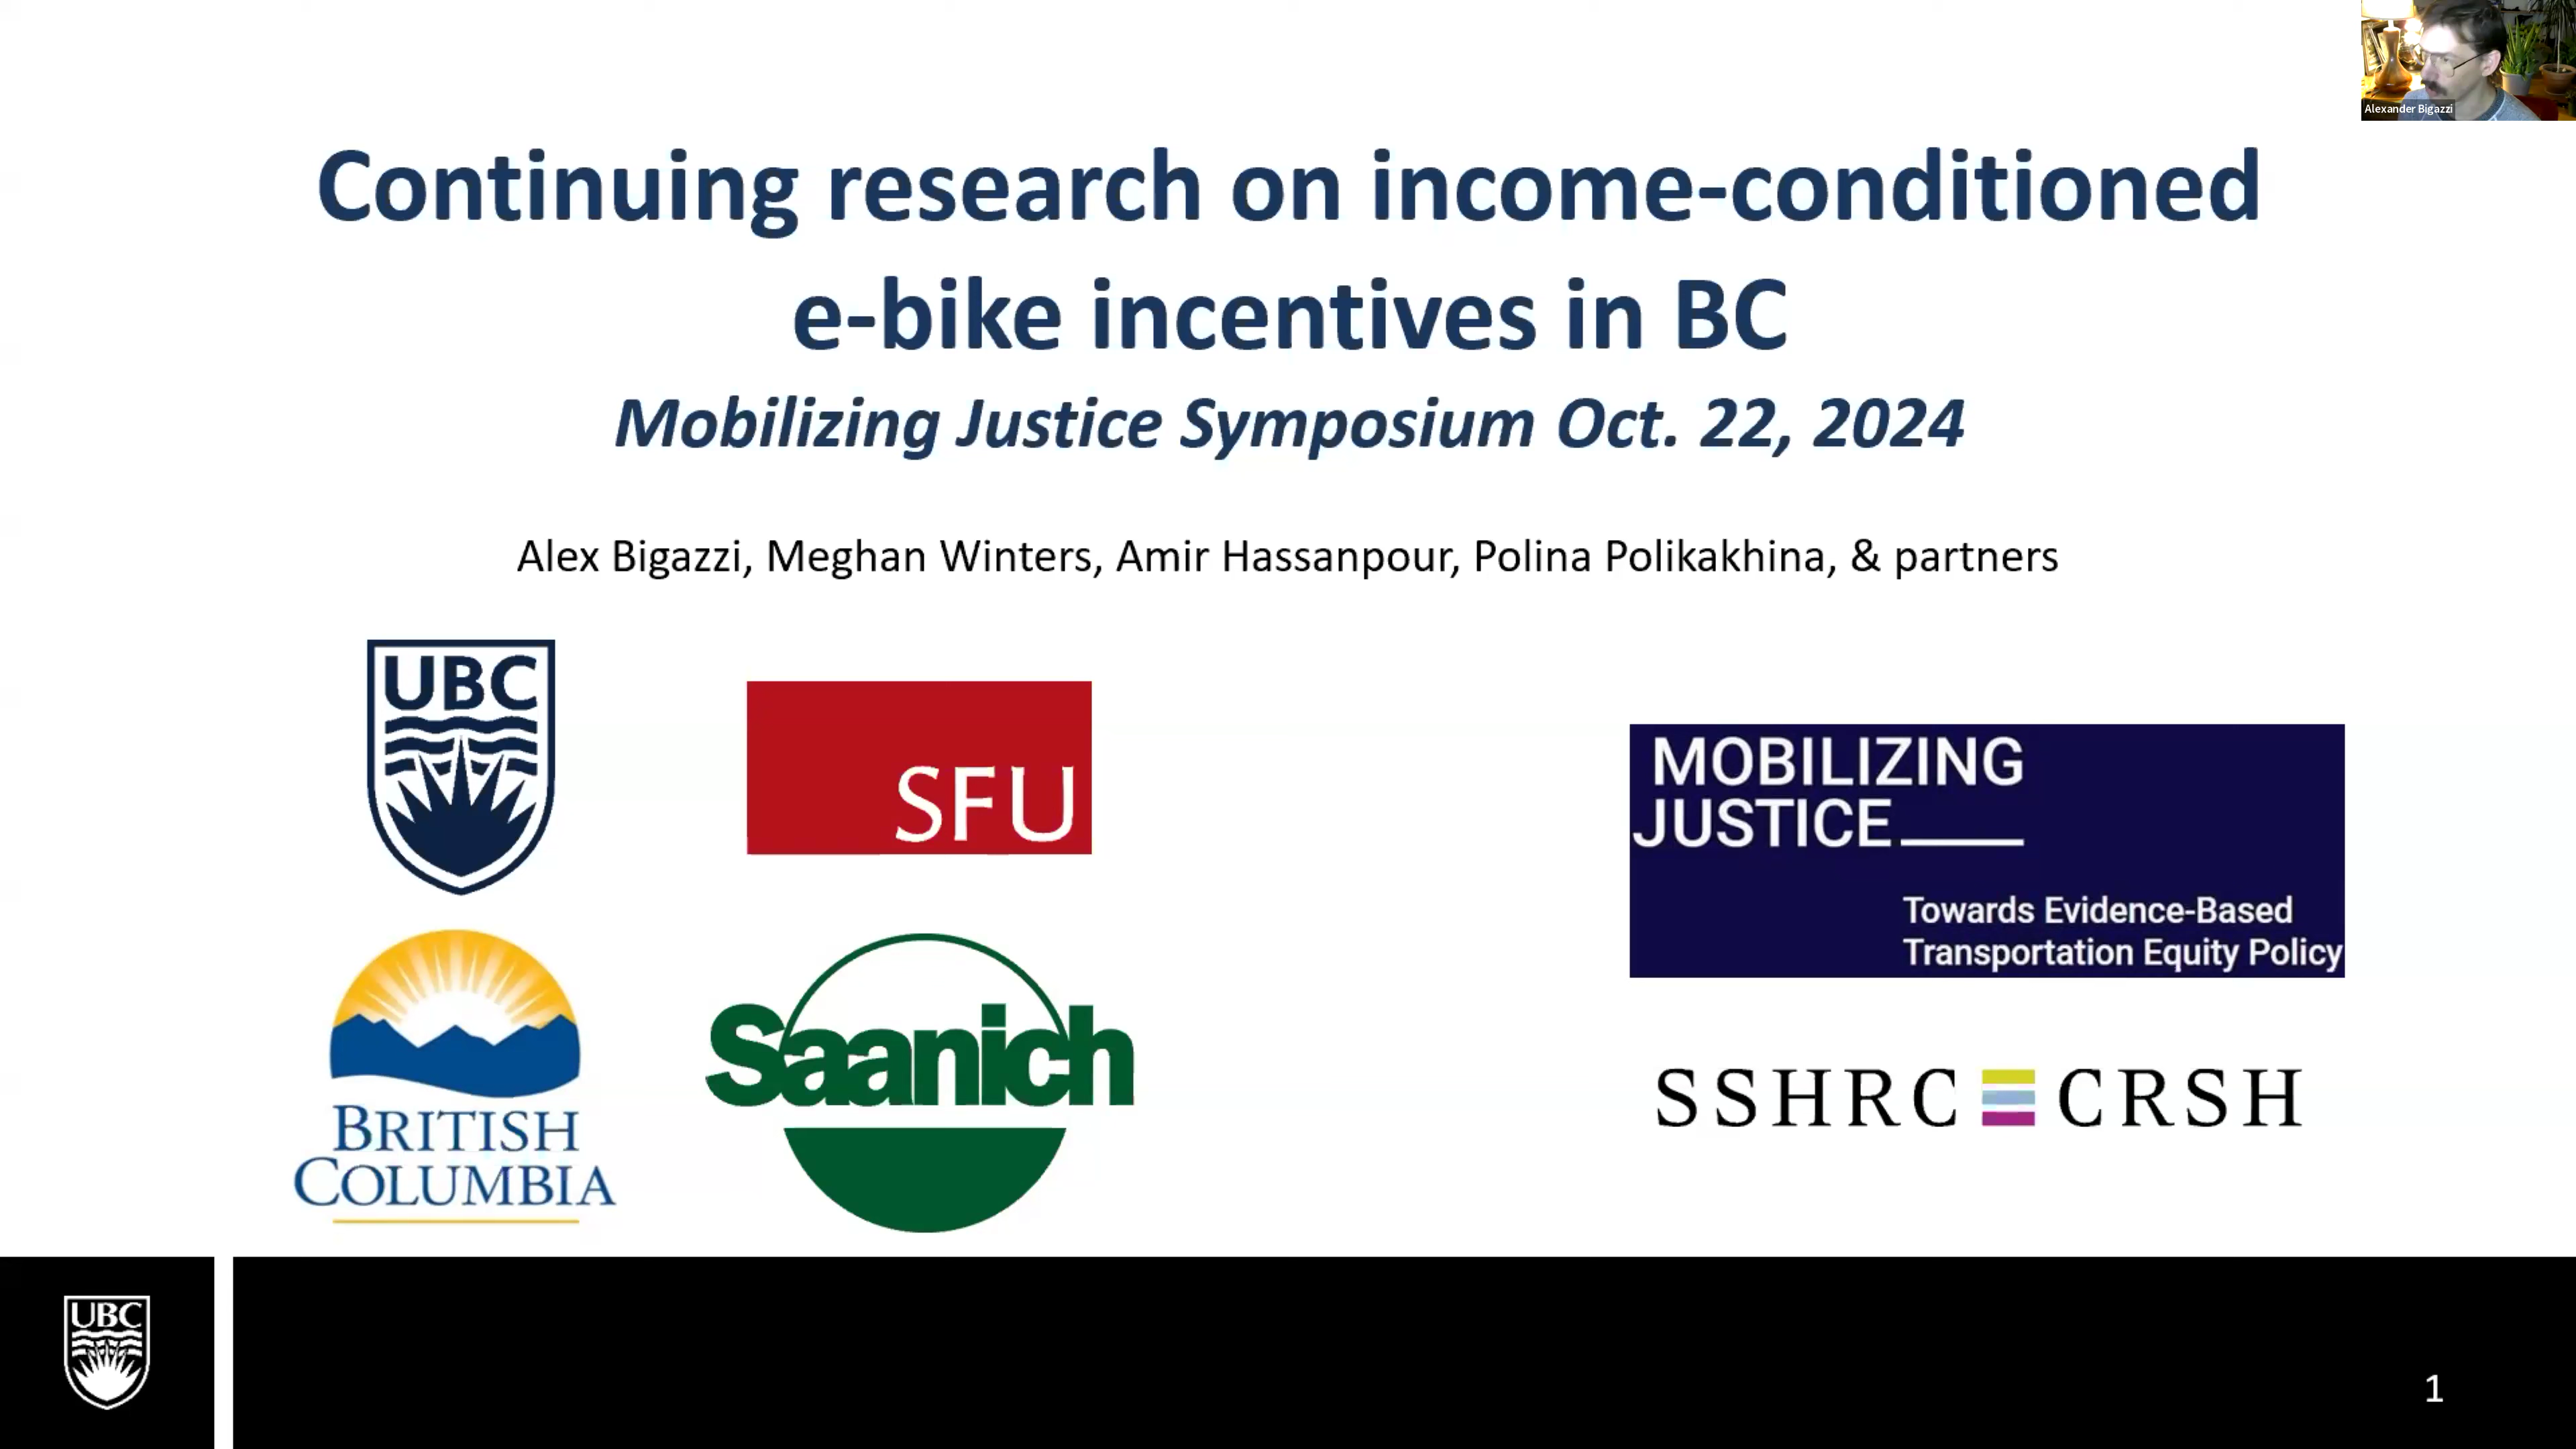 Alexander Bigazzi
Continuing research on income-conditioned
e-bike incentives in BC
Mobilizing Justice Symposium Oct. 22, 2024
Alex Bigazzi, Meghan Winters, Amir Hassanpour, Polina Polikakhina, & partners
UBC
SFU
MOBILIZING
JUSTICE
Towards Evidence-Based
Transportation Equity Policy
BRITISH
COLUMBIA
Saanich
SSHRC CRSH
UBC
1